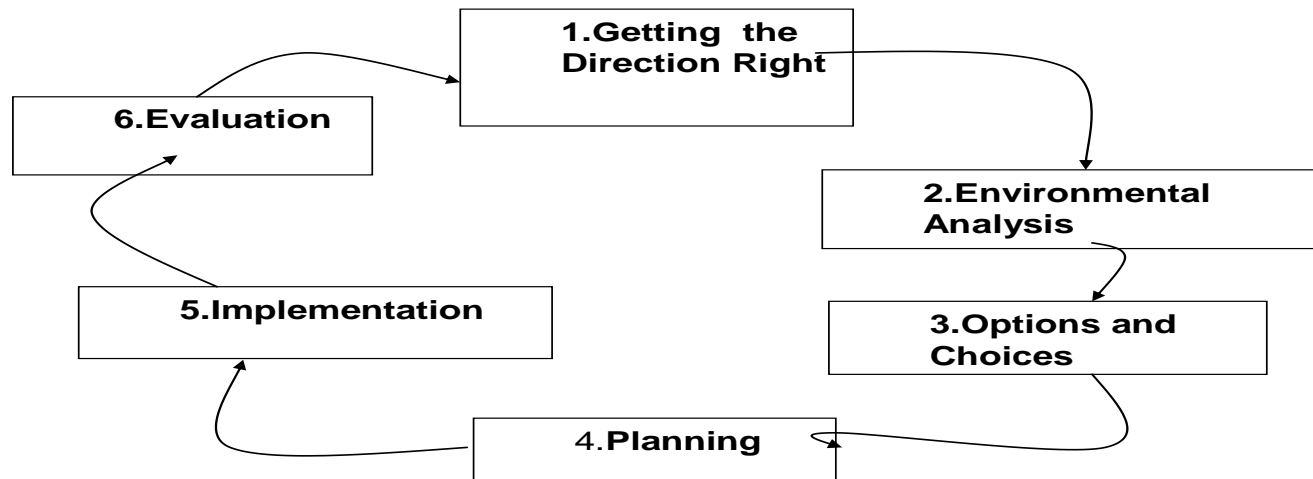 1.Getting the
Direction Right
2.Environmental
Analysis
3.Options and
Choices
4.Planning
5.Implementation
6.Evaluation